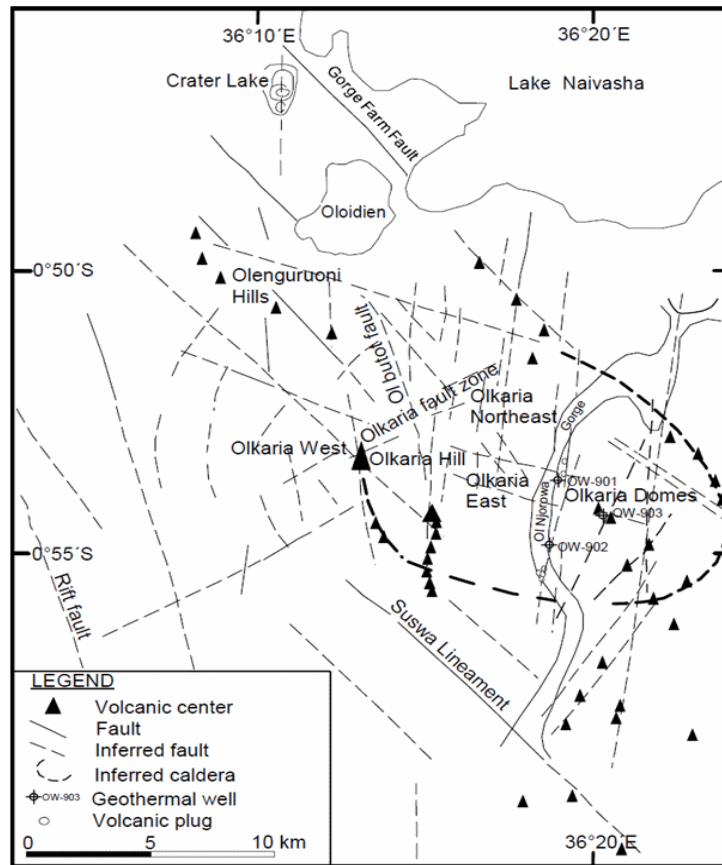 36°10´E
36°20´E
Crater Lake
Gorge Farm Fault
Lake Naivasha
Oloidien
0°50´S
Olenguruoni
Hills
Ol butot fault
Olkaria fault zone
Olkaria
Northeast
Gorge
Olkaria West
Olkaria Hill
Olkaria
East
OW-901
Olkaria Domes
OW-903
Ol Njorowa
OW-902
0°55´S
Rift fault
Suswa Lineament
LEGEND
Volcanic center
Fault
Inferred fault
Inferred caldera
OW-903 Geothermal well
Volcanic plug
0 5 10 km
36°20´E